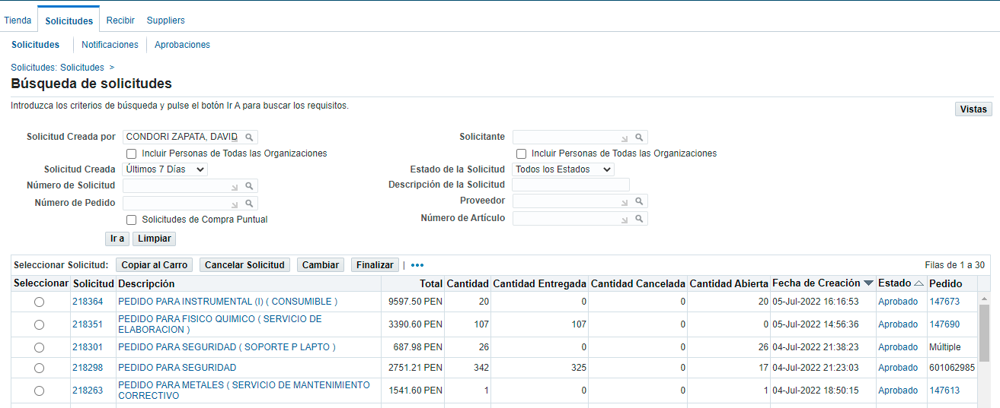 Tienda Solicitudes Recibir Suppliers
Solicitudes Notificaciones Aprobaciones
Solicitudes: Solicitudes >
Búsqueda de solicitudes
Introduzca los criterios de búsqueda y pulse el botón Ir A para buscar los requisitos.
Vistas
Solicitud Creada por CONDORI ZAPATA, DAVID Solicitante
Incluir Personas de Todas las Organizaciones Incluir Personas de Todas las Organizaciones
Solicitud Creada Últimos 7 Días Estado de la Solicitud Todos los Estados
Número de Solicitud Descripción de la Solicitud
Número de Pedido Proveedor
Solicitudes de Compra Puntual Número de Artículo
Ir a Limpiar
Seleccionar Solicitud: Copiar al Carro Cancelar Solicitud Cambiar Finalizar | ••• Filas de 1 a 30
Seleccionar Solicitud Descripción Total Cantidad Cantidad Entregada Cantidad Cancelada Cantidad Abierta Fecha de Creación Estado Pedido
218364 PEDIDO PARA INSTRUMENTAL (I) ( CONSUMIBLE ) 9597.50 PEN 20 0 0 20 05-Jul-2022 16:16:53 Aprobado 147673
218351 PEDIDO PARA FISICO QUIMICO ( SERVICIO DE
ELABORACION ) 3390.60 PEN 107 107 0 0 05-Jul-2022 14:56:36 Aprobado 147690
218301 PEDIDO PARA SEGURIDAD ( SOPORTE P LAPTO ) 687.98 PEN 26 0 0 26 04-Jul-2022 21:38:23 Aprobado Múltiple
218298 PEDIDO PARA SEGURIDAD 2751.21 PEN 342 325 0 17 04-Jul-2022 21:23:03 Aprobado 601062985
218263 PEDIDO PARA METALES ( SERVICIO DE MANTENIMIENTO
CORRECTIVO 1541.60 PEN 1 0 0 1 04-Jul-2022 18:50:15 Aprobado 147613